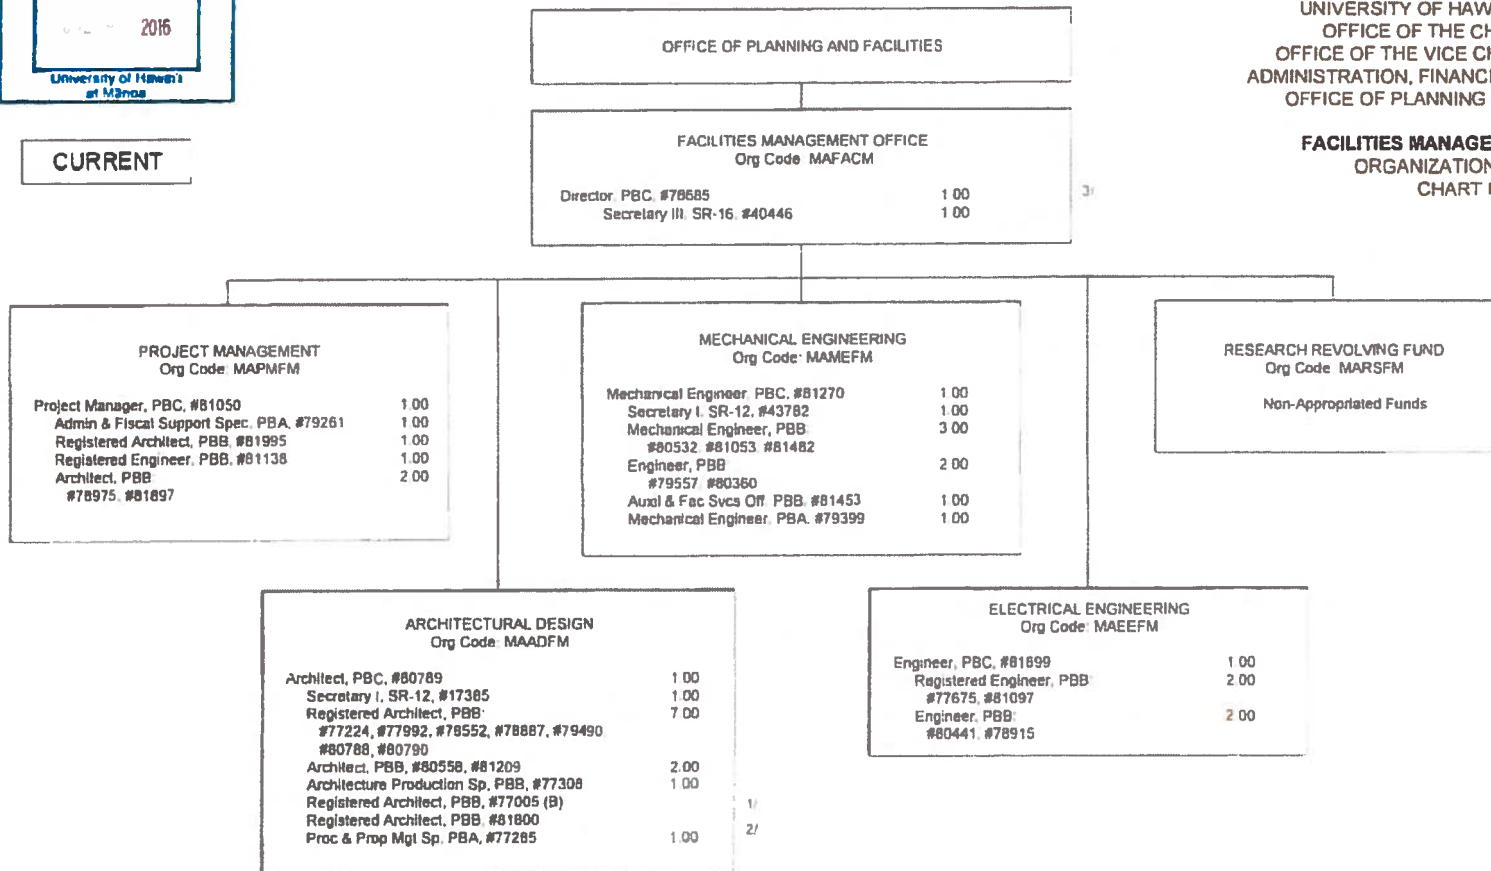 2016
University of Hawai'i
at Mānoa
CURRENT
OFFICE OF PLANNING AND FACILITIES
UNIVERSITY OF HAW
OFFICE OF THE CH
OFFICE OF THE VICE CH
ADMINISTRATION, FINANC
OFFICE OF PLANNING
FACILITIES MANAGE
ORGANIZATION
CHART
FACILITIES MANAGEMENT OFFICE
Org Code MAFACM
Director, PBC, #78685 1.00 3/
Secretary III, SR-16, #40446 1.00
PROJECT MANAGEMENT
Org Code: MAPMFM
Project Manager, PBC, #81050 1.00
Admin & Fiscal Support Spec, PBA, #79261 1.00
Registered Architect, PBB, #81995 1.00
Registered Engineer, PBB, #81138 1.00
Architect, PBB: 2.00
#78975, #81897
MECHANICAL ENGINEERING
Org Code: MAMEFM
Mechanical Engineer, PBC, #81270 1.00
Secretary I, SR-12, #43782 1.00
Mechanical Engineer, PBB: 3.00
#80532, #81053, #81482
Engineer, PBB 2.00
#79557, #80360
Auxl & Fac Svcs Off, PBB, #81453 1.00
Mechanical Engineer, PBA, #79399 1.00
RESEARCH REVOLVING FUND
Org Code MARSFM
Non-Appropriated Funds
ARCHITECTURAL DESIGN
Org Code: MAADFM
Architect, PBC, #80789 1.00
Secretary I, SR-12, #17385 1.00
Registered Architect, PBB: 7.00
#77224, #77992, #78552, #78887, #79490
#80788, #80790
Architect, PBB, #80558, #81209 2.00
Architecture Production Sp, PBB, #77308 1.00
Registered Architect, PBB, #77005 (B) 1/
Registered Architect, PBB, #81800 2/
Proc & Prop Mgt Sp, PBA, #77285 1.00
ELECTRICAL ENGINEERING
Org Code: MAEEFM
Engineer, PBC, #81699 1.00
Registered Engineer, PBB: 2.00
#77675, #81097
Engineer, PBB: 2.00
#80441, #78915